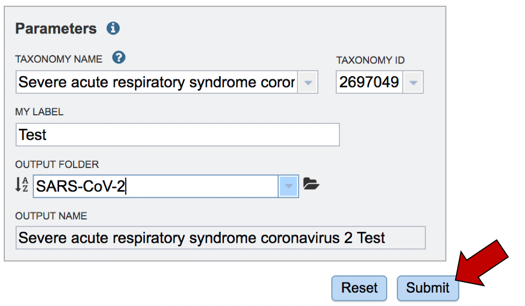 Parameters
TAXONOMY NAME
TAXONOMY ID
Severe acute respiratory syndrome coror
2697049
MY LABEL
Test
OUTPUT FOLDER
A
Z
SARS-CoV-2
OUTPUT NAME
Severe acute respiratory syndrome coronavirus 2 Test
Reset
Submit